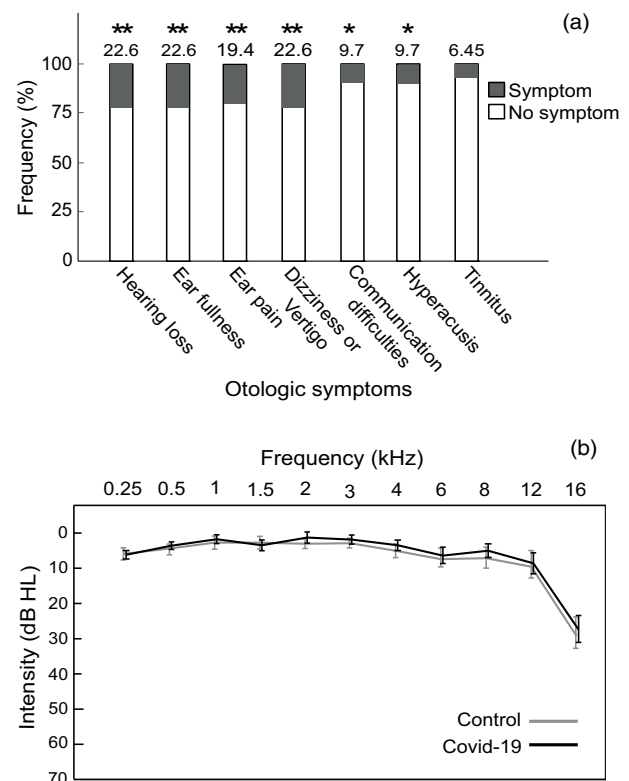 (a)
** ** ** ** * *
22.6 22.6 19.4 22.6 9.7 9.7 6.45
100
75
50
25
0
Frequency (%)
Symptom
No symptom
Hearing loss
Ear fullness
Ear pain
Dizziness or
Vertigo
Communication
difficulties
Hyperacusis
Tinnitus
Otologic symptoms
(b)
Frequency (kHz)
0.25 0.5 1 1.5 2 3 4 6 8 12 16
0
10
20
30
40
50
60
70
Intensity (dB HL)
Control
Covid-19